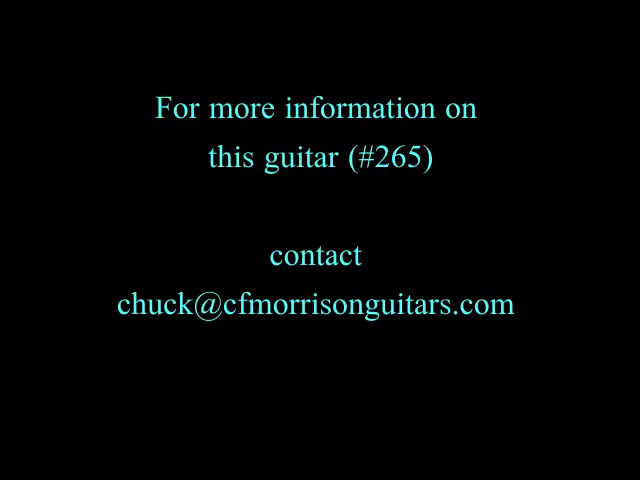 For more information on
this guitar (#265)
contact
chuck@cfmorrisonguitars.com